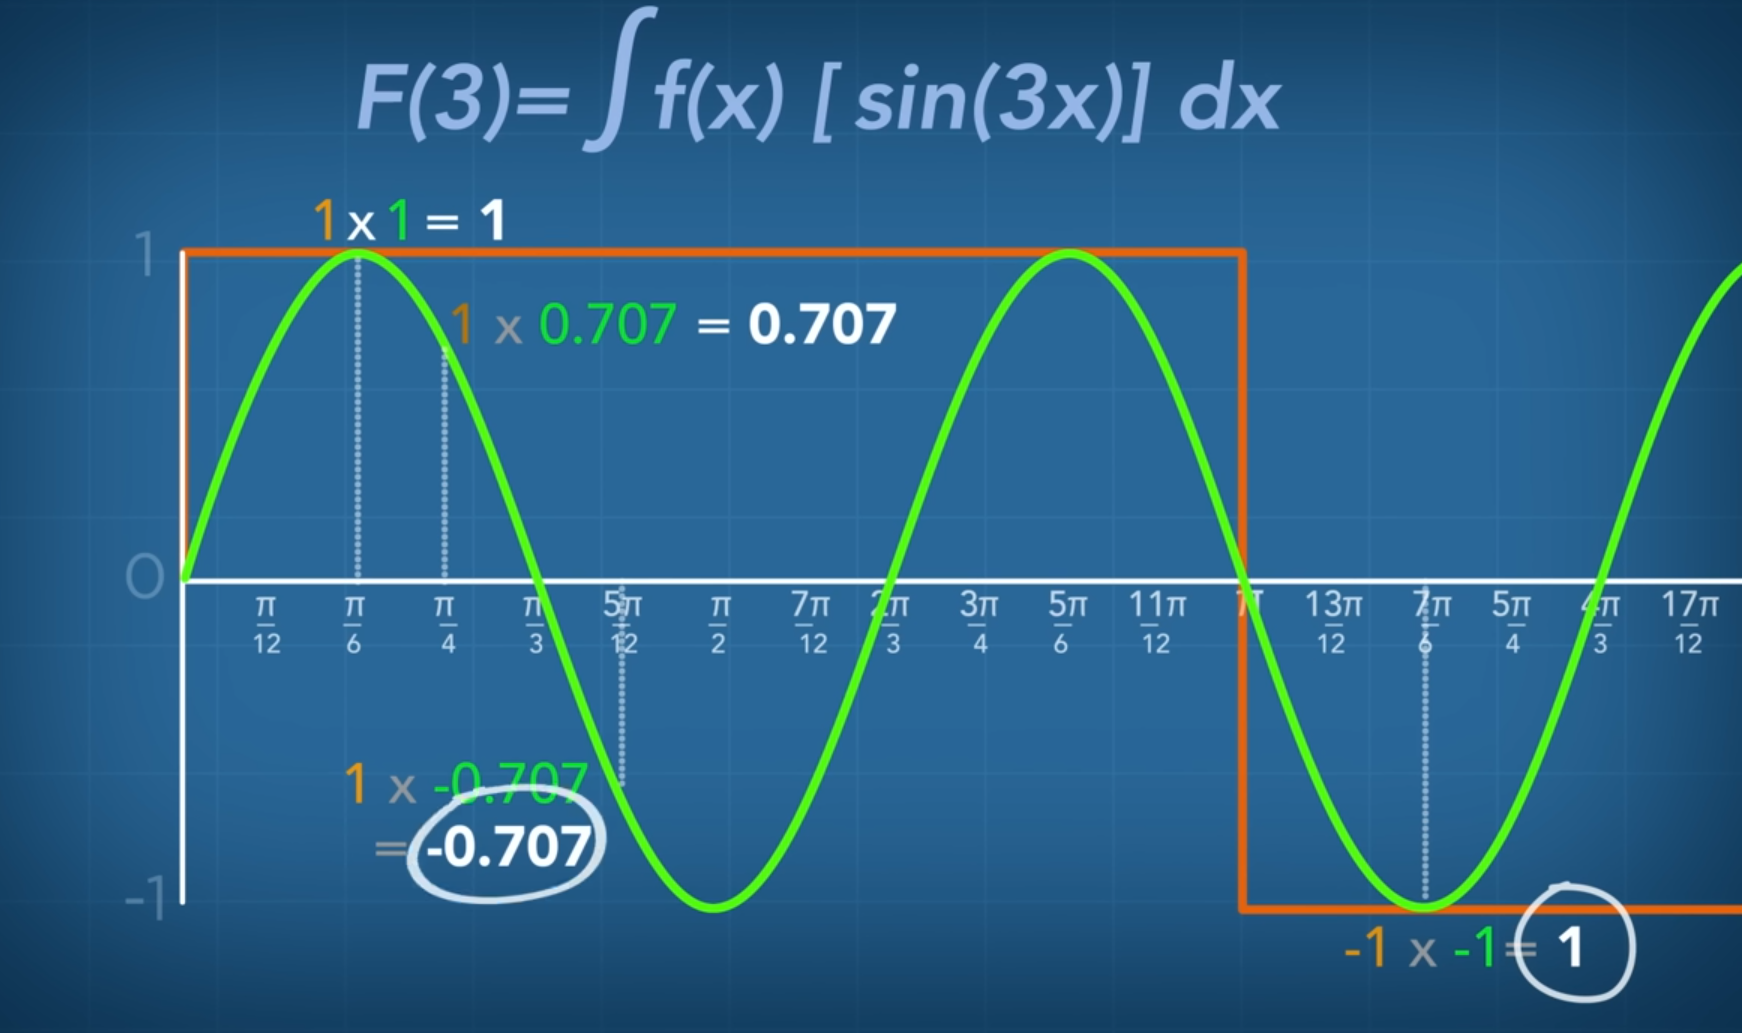 F(3)= ∫ f(x) [ sin(3x)] dx
1 x 1 = 1
1
1 x 0.707 = 0.707
0
π/12 π/6 π/4 π/3 5π/12 π/2 7π/12 2π/3 3π/4 5π/6 11π/12 π 13π/12 7π/6 5π/4 4π/3 17π/12
1 x -0.707
= -0.707
-1
-1 x -1 = 1